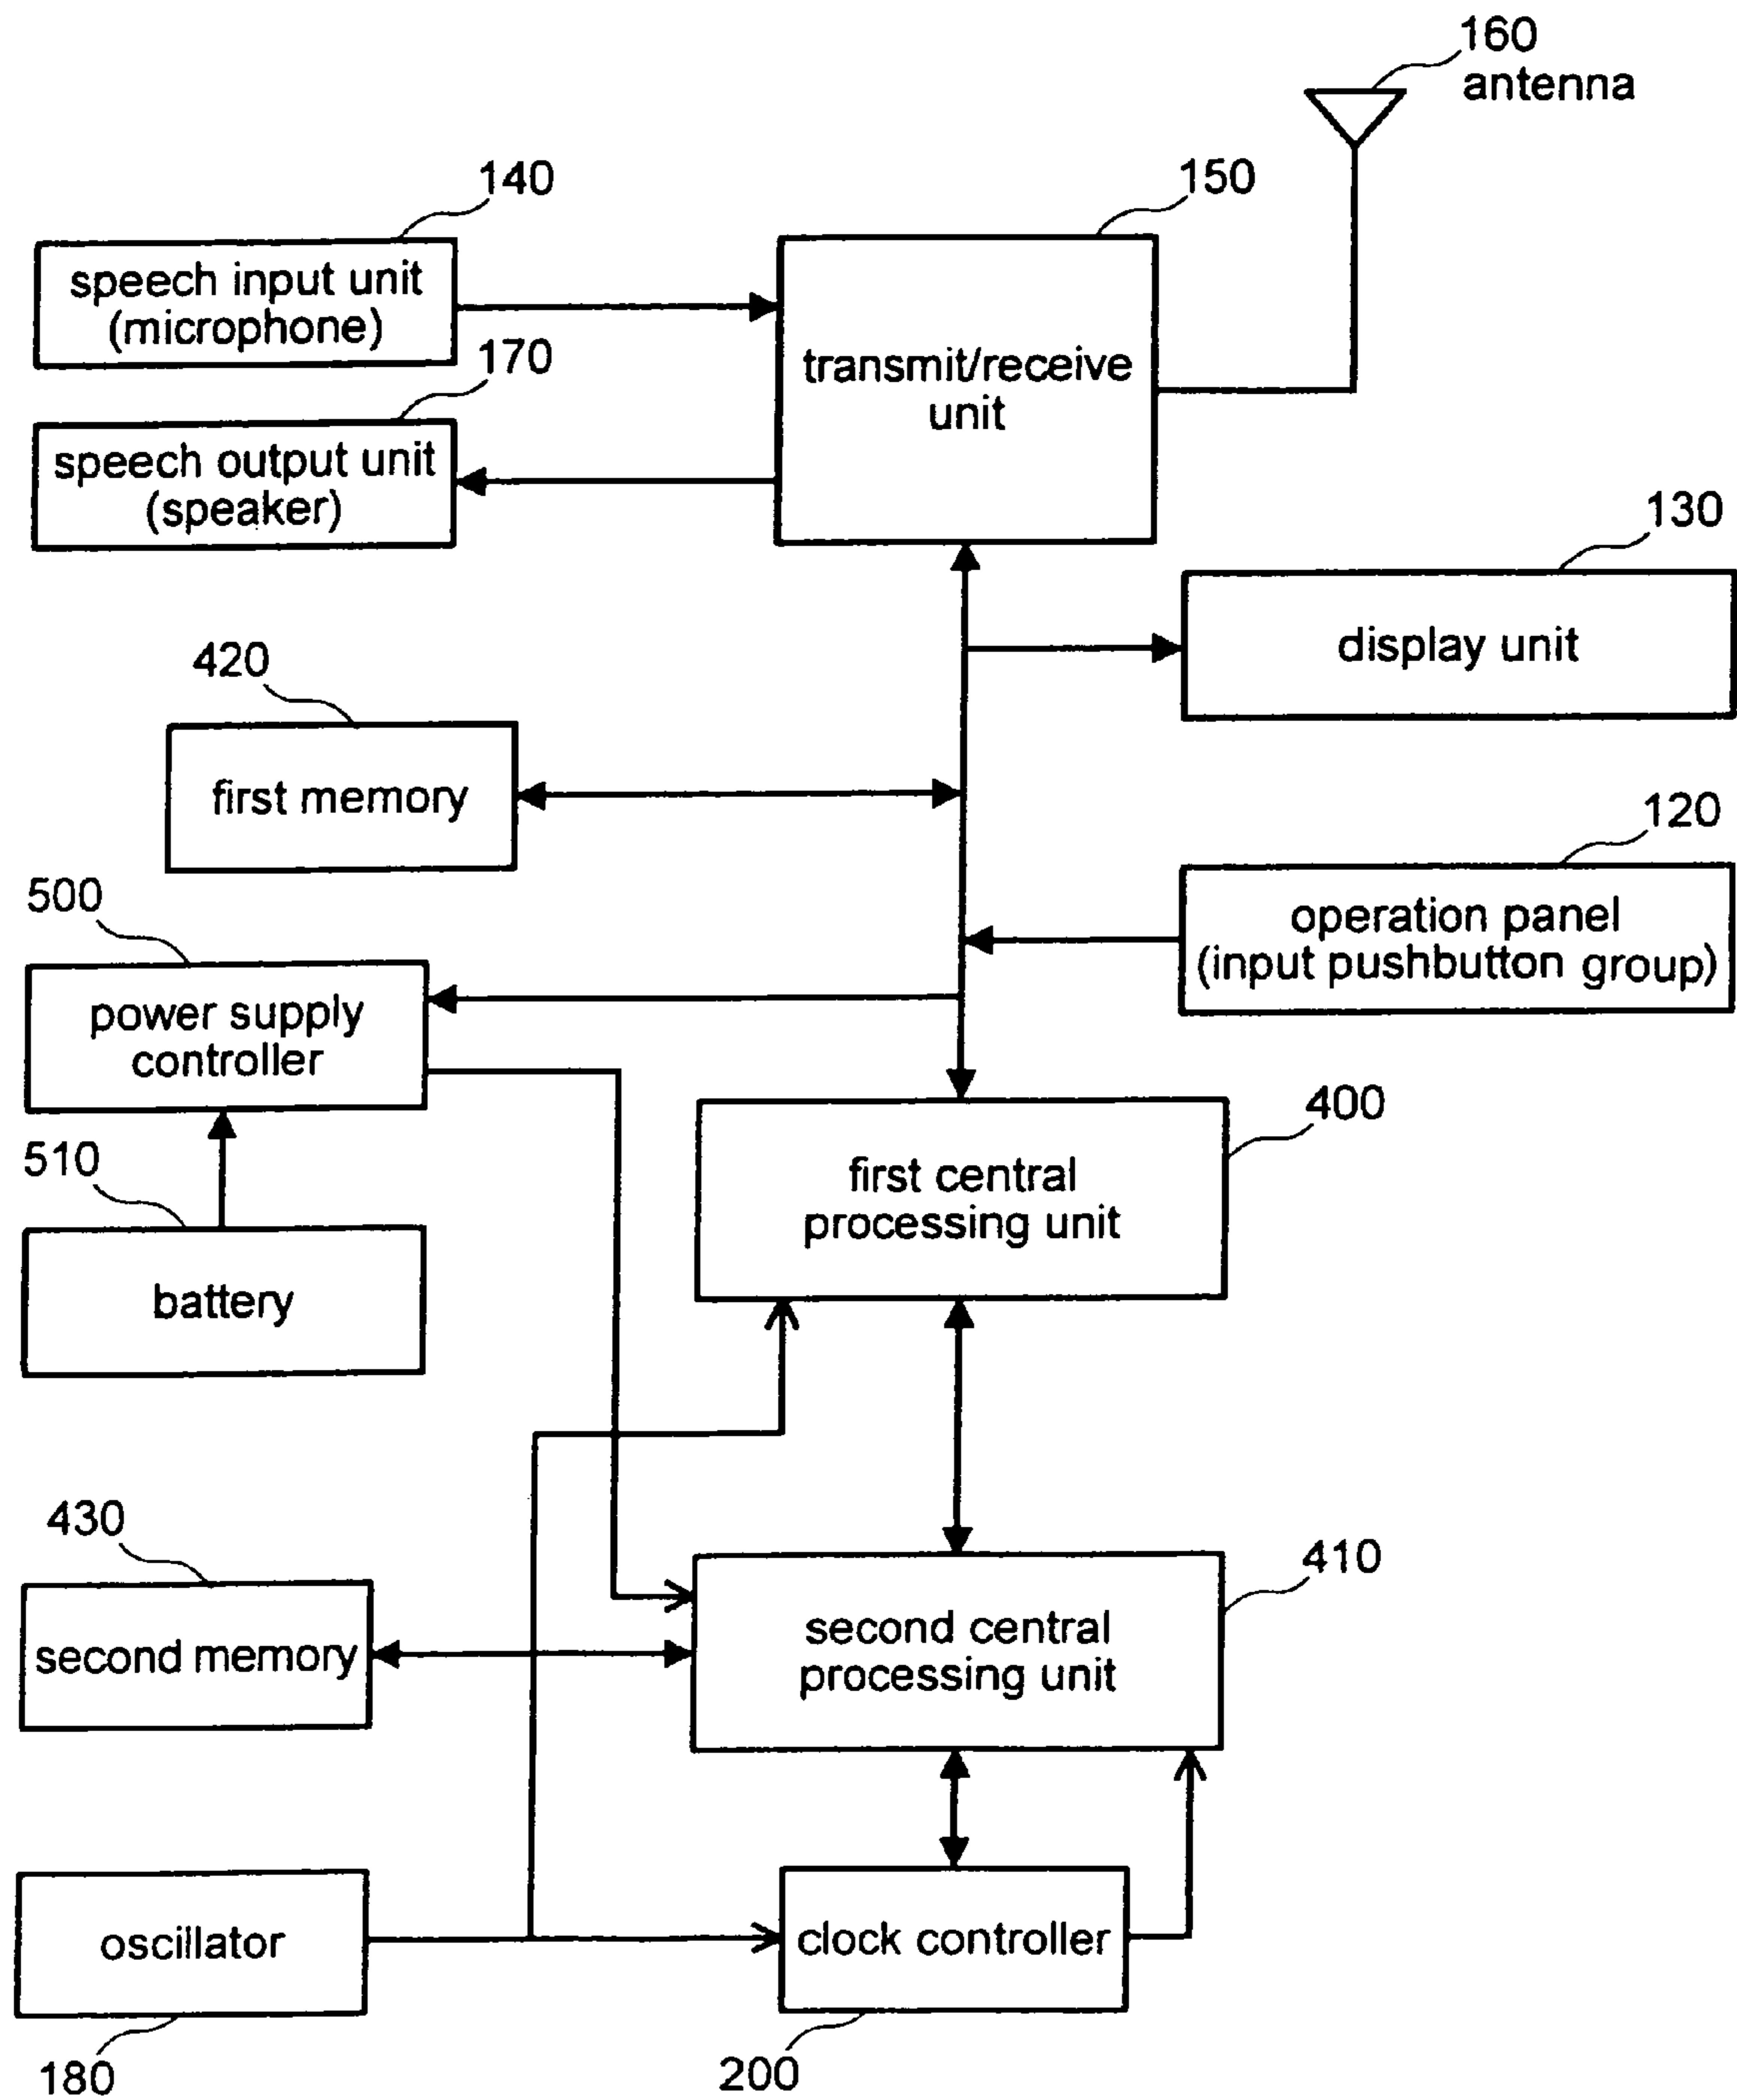 160
antenna
140
150
speech input unit
(microphone)
170
transmit/receive
unit
speech output unit
(speaker)
130
display unit
420
first memory
120
operation panel
(input pushbutton group)
500
power supply
controller
400
510
first central
processing unit
battery
430
410
second memory
second central
processing unit
oscillator
clock controller
180
200